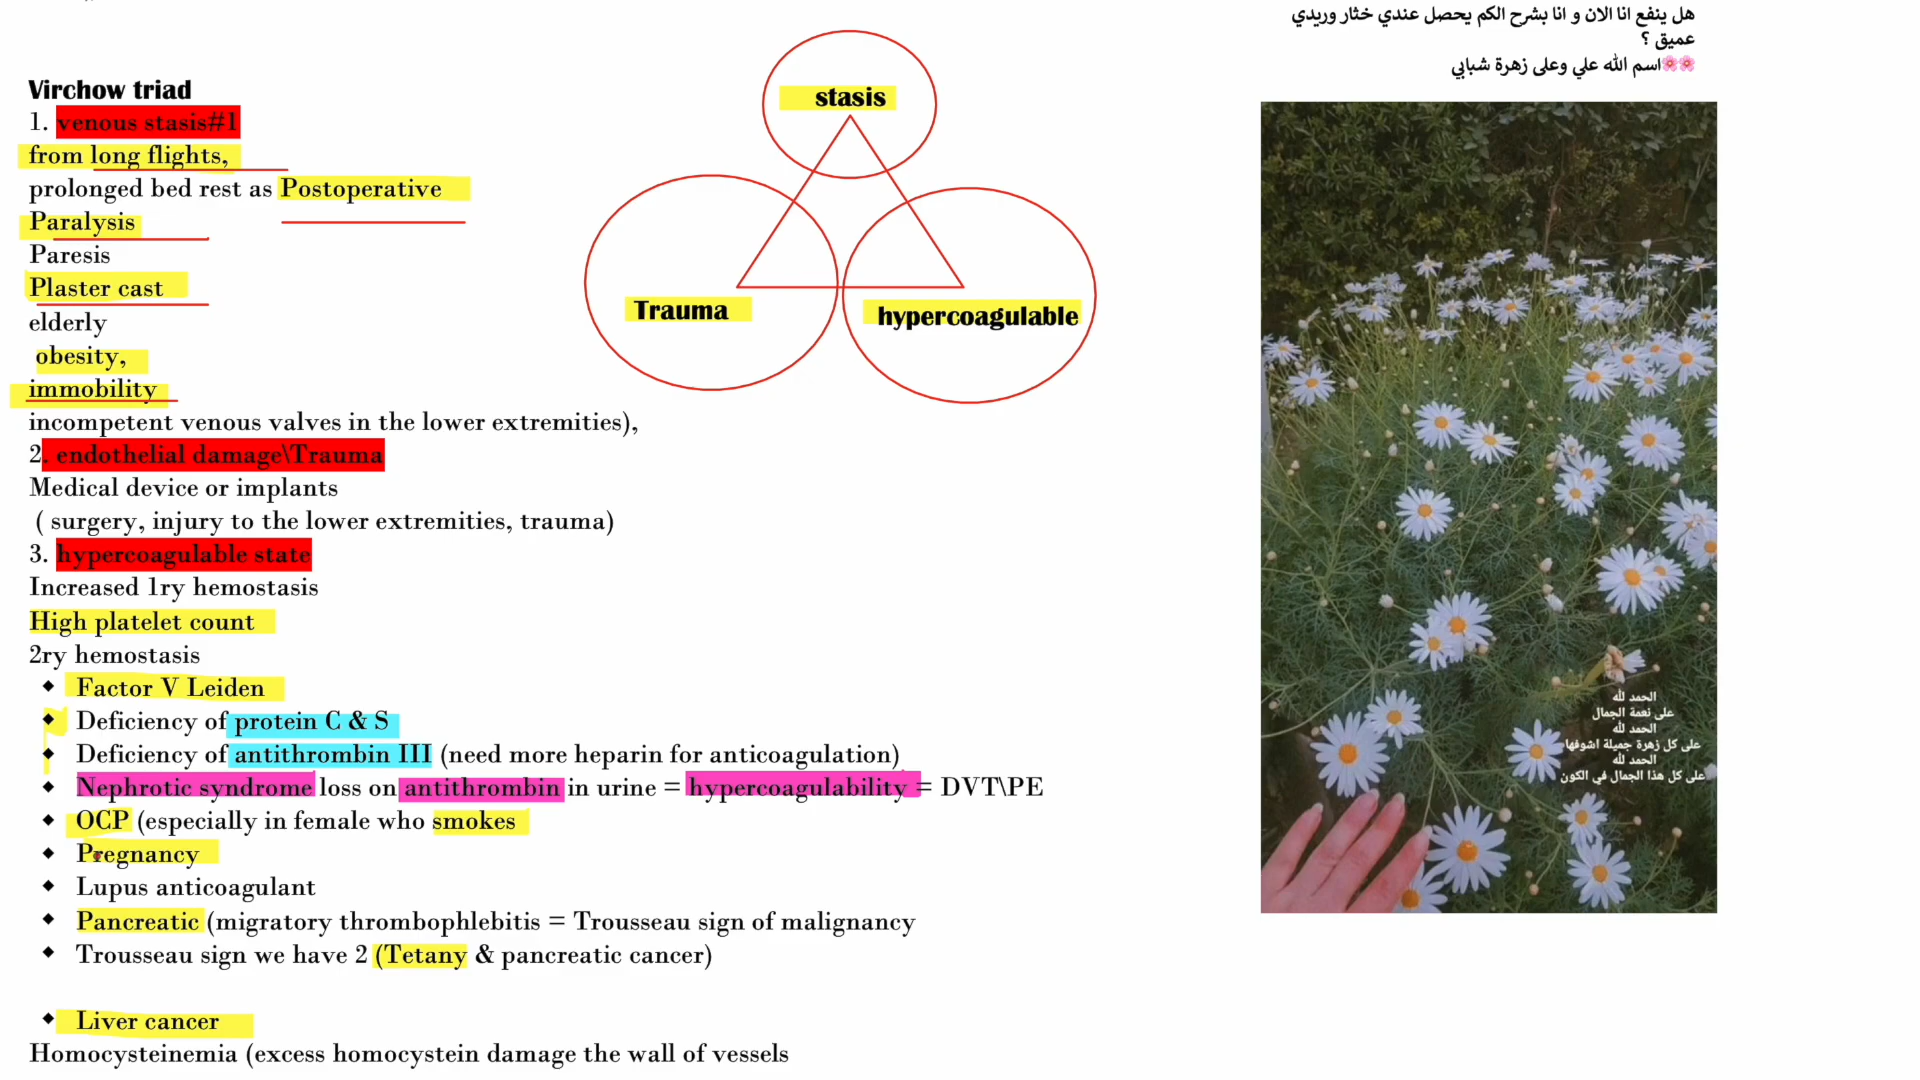 Virchow triad
1. venous stasis#1
from long flights,
prolonged bed rest as Postoperative
Paralysis
Paresis
Plaster cast
elderly
obesity,
immobility
incompetent venous valves in the lower extremities),
2. endothelial damage\Trauma
Medical device or implants
( surgery, injury to the lower extremities, trauma)
3. hypercoagulable state
Increased 1ry hemostasis
High platelet count
2ry hemostasis
◆ Factor V Leiden
◆ Deficiency of protein C & S
◆ Deficiency of antithrombin III (need more heparin for anticoagulation)
◆ Nephrotic syndrome loss on antithrombin in urine = hypercoagulability = DVT\PE
◆ OCP (especially in female who smokes
◆ Pregnancy
◆ Lupus anticoagulant
◆ Pancreatic (migratory thrombophlebitis = Trousseau sign of malignancy
◆ Trousseau sign we have 2 (Tetany & pancreatic cancer)
◆ Liver cancer
Homocysteinemia (excess homocystein damage the wall of vessels
stasis
Trauma
hypercoagulable
هل ينفع انا الان و انا بشرح الكم يحصل عندي خثار وريدي
عميق ؟
🌸🌸اسم الله علي وعلى زهرة شبابي
الحمد لله
على نعمة الجمال
الحمد لله
على كل زهرة جميلة اشوفها
الحمد لله
على كل هذا الجمال في الكون